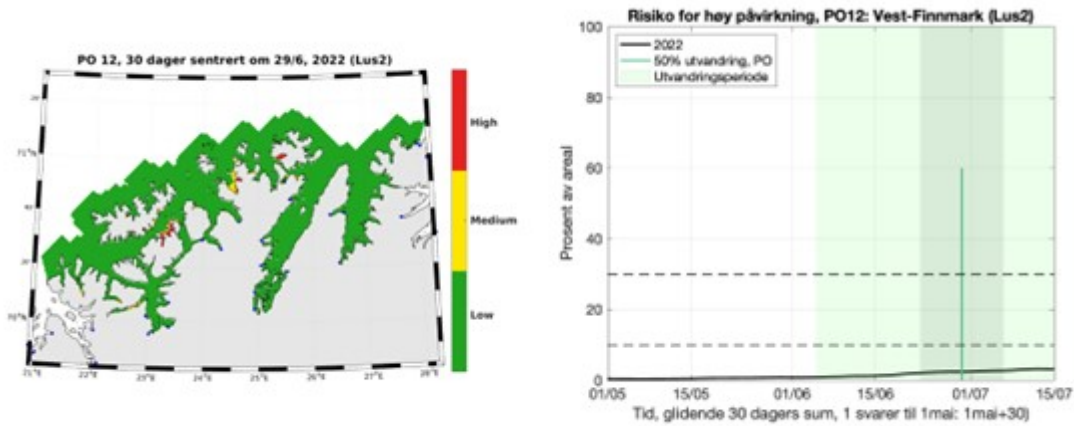 PO 12, 30 dager sentrert om 29/6, 2022 (Lus2)
High
Medium
Low
71°N
70°N
21°E
22°E
23°E
24°E
25°E
26°E
27°E
28°E
Risiko for høy påvirkning, PO12: Vest-Finnmark (Lus2)
2022
50% utvandring, PO
Utvandringsperiode
Prosent av areal
100
80
60
40
20
0
01/05
15/05
01/06
15/06
01/07
15/07
Tid, glidende 30 dagers sum, 1 svarer til 1mai: 1mai+30)